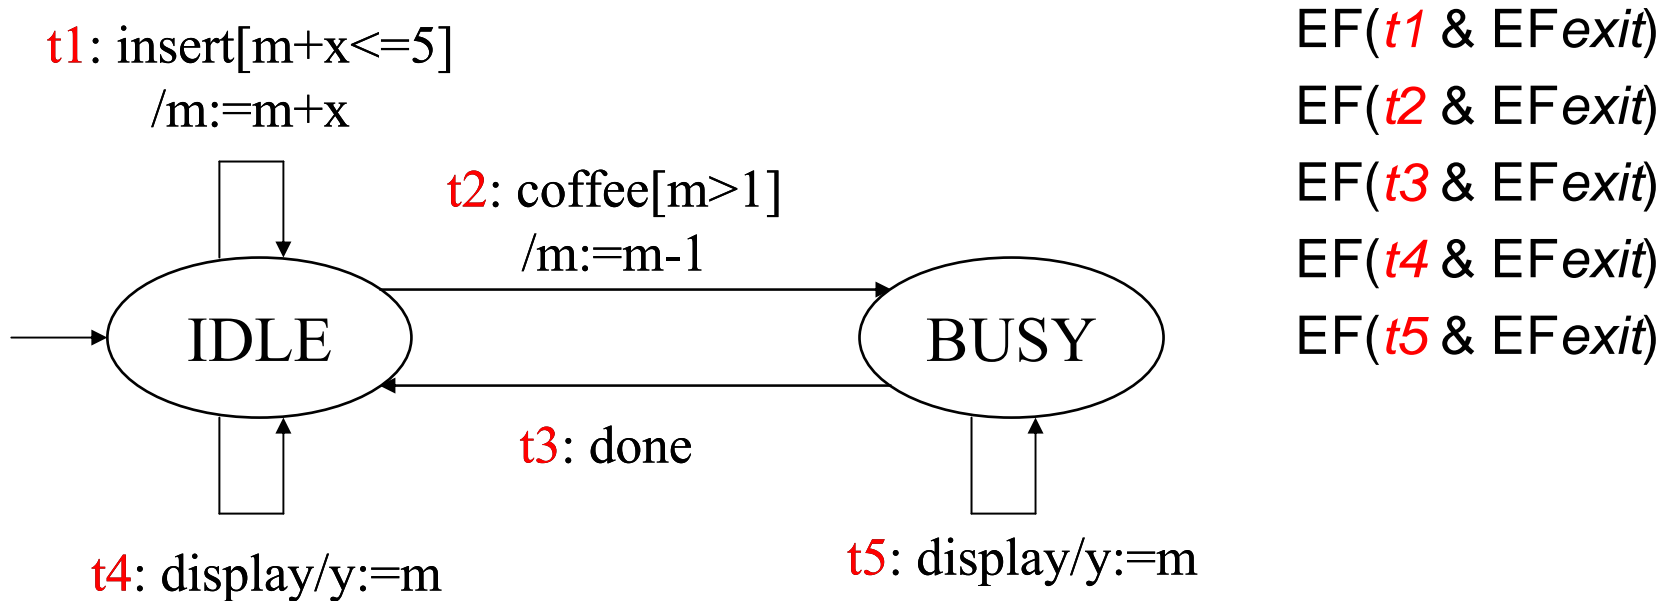 t1: insert[m+x<=5]
/m:=m+x
t2: coffee[m>1]
/m:=m-1
IDLE
BUSY
t3: done
t4: display/y:=m
t5: display/y:=m
EF(t1 & EFexit)
EF(t2 & EFexit)
EF(t3 & EFexit)
EF(t4 & EFexit)
EF(t5 & EFexit)